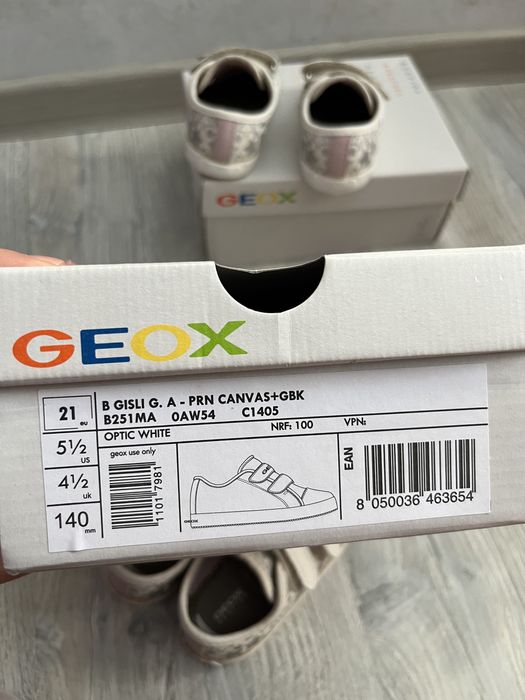 GEOX
GEOX
21 eu
B GISLI G. A - PRN CANVAS+GBK
B251MA 0AW54 C1405
OPTIC WHITE
NRF: 100
VPN:
5½ us
4½ uk
140 mm
geox use only
1101 7981
GEOX
EAN
8 050036 463654